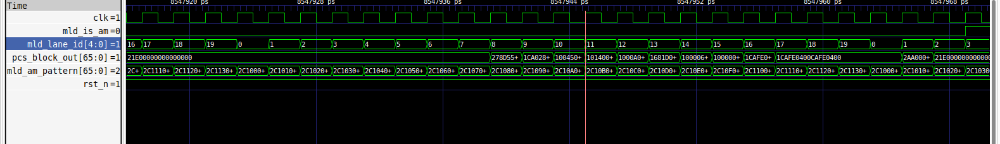 Time
8547920 ps 8547928 ps 8547936 ps 8547944 ps 8547952 ps 8547960 ps 8547968 ps
clk=1
mld_is_am=0
mld_lane_id[4:0]=1 16 17 18 19 0 1 2 3 4 5 6 7 8 9 10 11 12 13 14 15 16 17 18 19 0 1 2 3
pcs_block_out[65:0]=1 21E00000000000000 278D55+ 1CA028+ 100450+ 101400+ 1000A0+ 1681D0+ 100006+ 100000+ 1CAFE0+ 1CAFE0400CAFE0400 2AA000+ 21E000000000000
mld_am_pattern[65:0]=2 2C+ 2C1110+ 2C1120+ 2C1130+ 2C1000+ 2C1010+ 2C1020+ 2C1030+ 2C1040+ 2C1050+ 2C1060+ 2C1070+ 2C1080+ 2C1090+ 2C10A0+ 2C10B0+ 2C10C0+ 2C10D0+ 2C10E0+ 2C10F0+ 2C1100+ 2C1110+ 2C1120+ 2C1130+ 2C1000+ 2C1010+ 2C1020+ 2C1030
rst_n=1